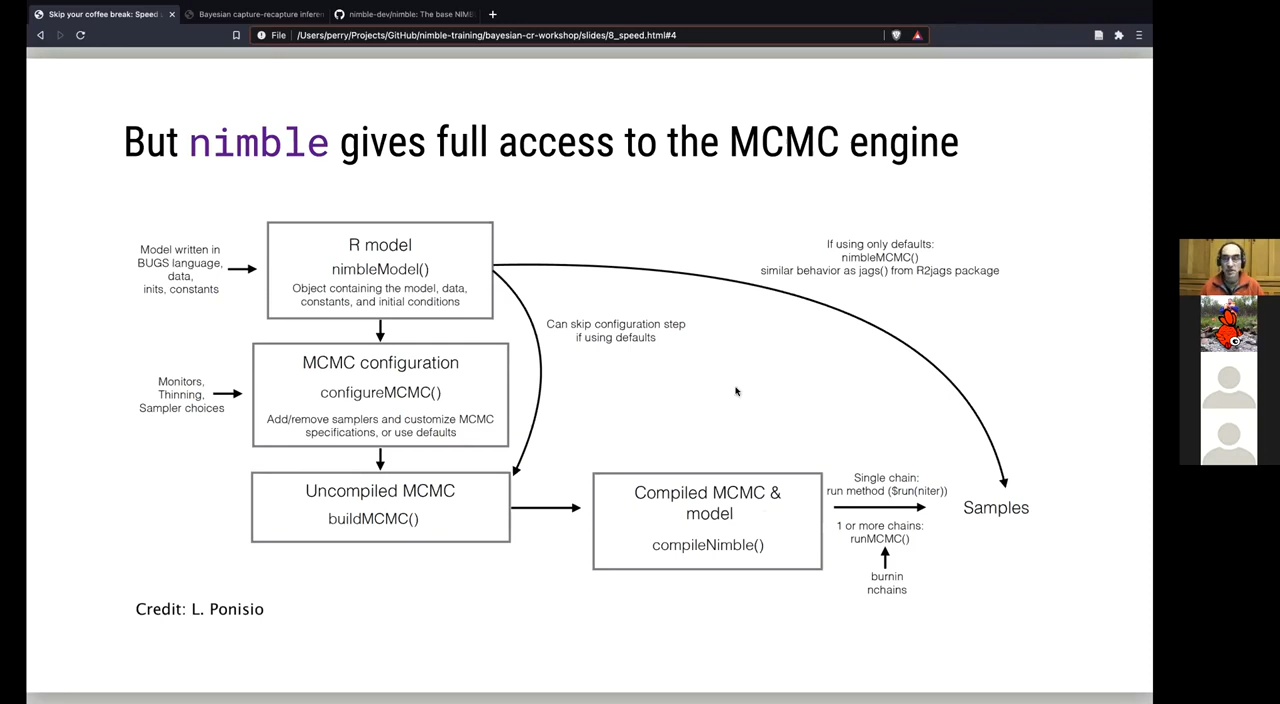 Skip your coffee break: Speed
Bayesian capture-recapture infere
nimble-dev/nimble: The base NIMB
File
/Users/perry/Projects/GitHub/nimble-training/bayesian-cr-workshop/slides/8_speed.html#4
But nimble gives full access to the MCMC engine
Model written in
BUGS language,
data,
inits, constants
R model
nimbleModel()
Object containing the model, data,
constants, and initial conditions
If using only defaults:
nimbleMCMC()
similar behavior as jags() from R2jags package
Can skip configuration step
if using defaults
Monitors,
Thinning,
Sampler choices
MCMC configuration
configureMCMC()
Add/remove samplers and customize MCMC
specifications, or use defaults
Uncompiled MCMC
buildMCMC()
Compiled MCMC &
model
compileNimble()
Single chain:
run method ($run(niter))
1 or more chains:
runMCMC()
burnin
nchains
Samples
Credit: L. Ponisio